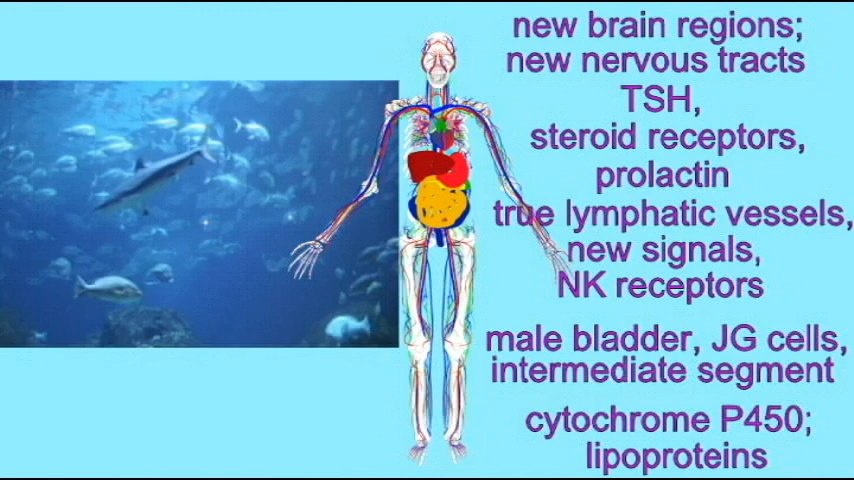 new brain regions;
new nervous tracts
TSH,
steroid receptors,
prolactin
true lymphatic vessels,
new signals,
NK receptors
male bladder, JG cells,
intermediate segment
cytochrome P450;
lipoproteins